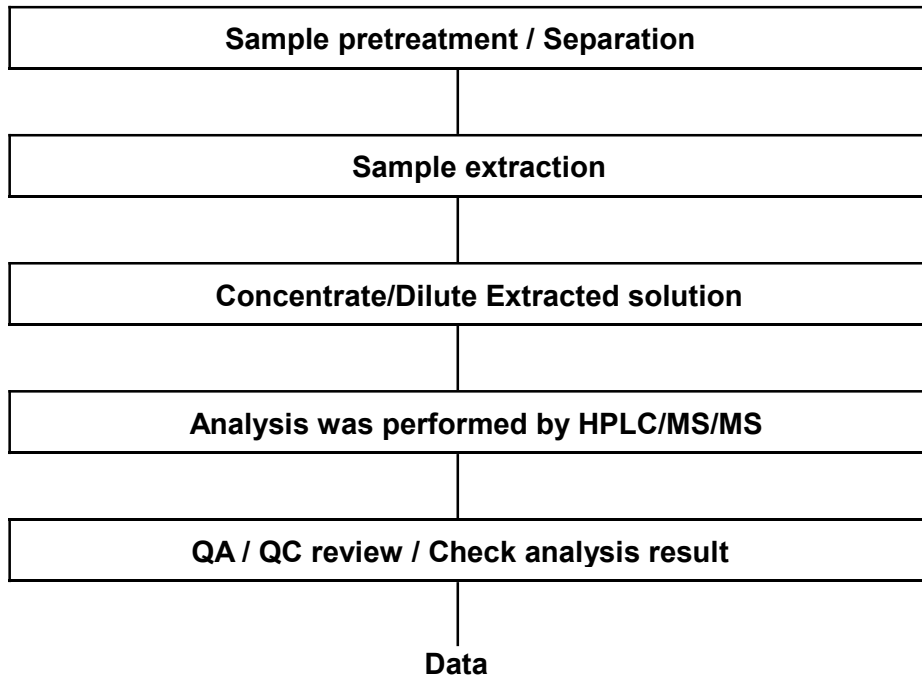 Sample pretreatment / Separation
Sample extraction
Concentrate/Dilute Extracted solution
Analysis was performed by HPLC/MS/MS
QA / QC review / Check analysis result
Data